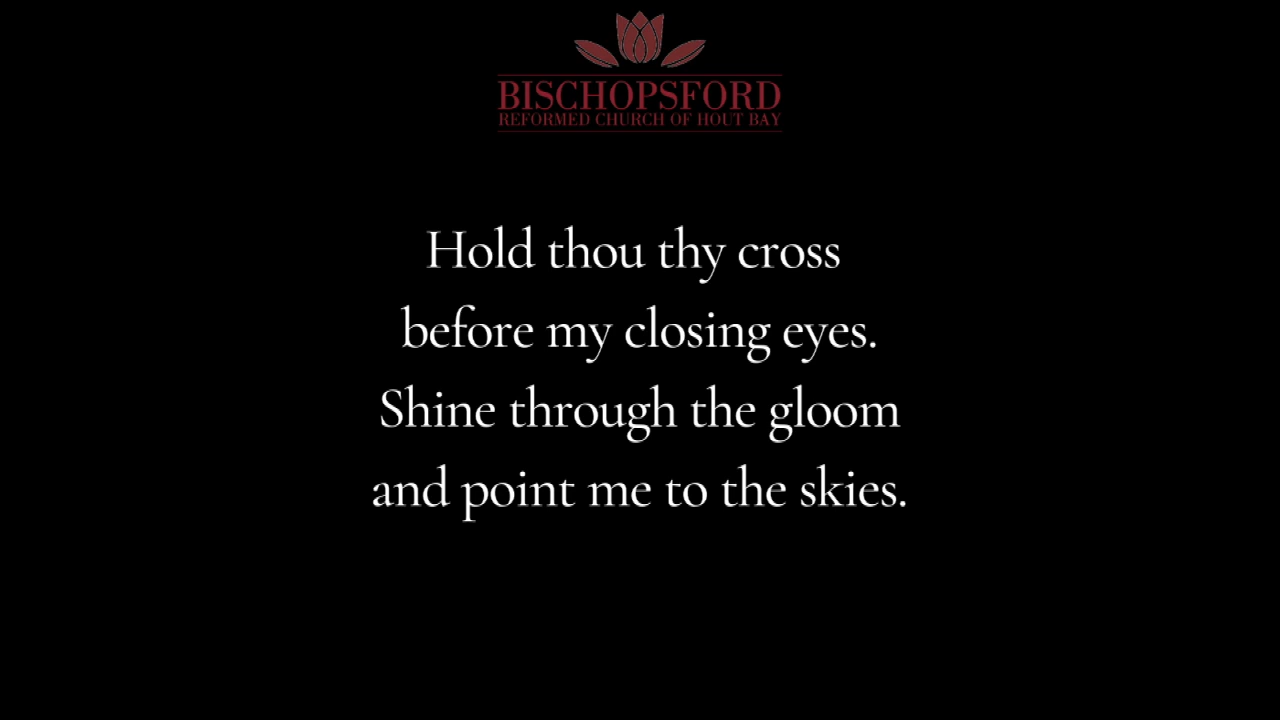 BISCHOPSFORD
REFORMED CHURCH OF HOUT BAY
Hold thou thy cross
before my closing eyes.
Shine through the gloom
and point me to the skies.